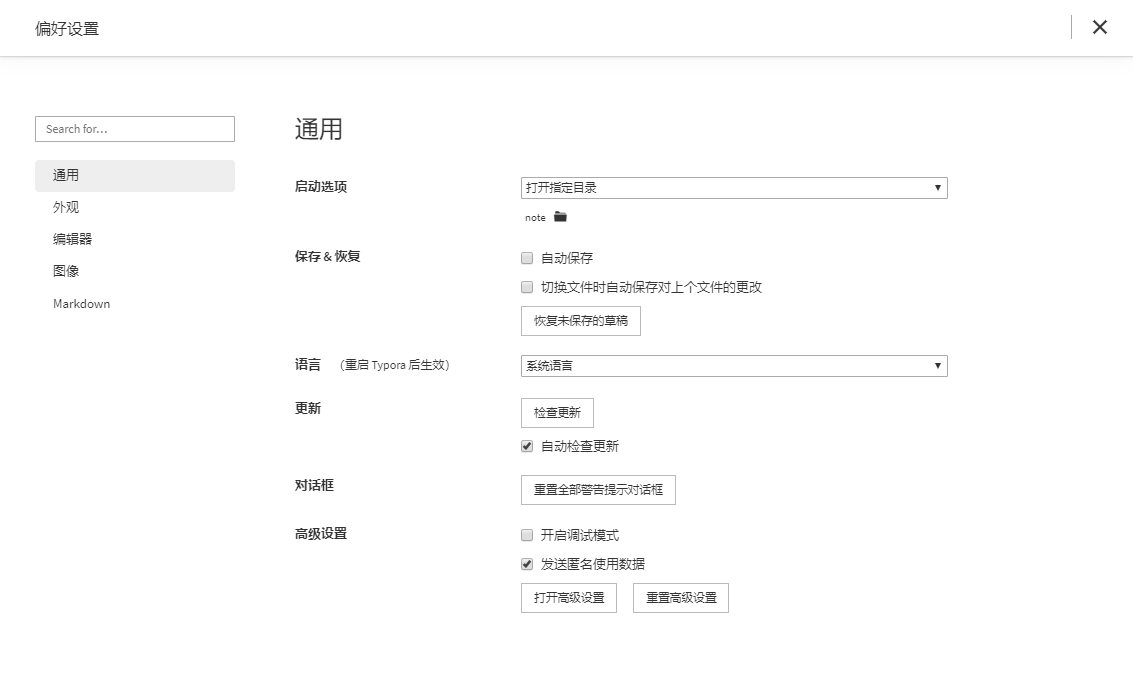 偏好设置
Search for...
通用
外观
编辑器
图像
Markdown
通用
启动选项
打开指定目录
note
保存 & 恢复
自动保存
切换文件时自动保存对上个文件的更改
恢复未保存的草稿
语言 （重启 Typora 后生效）
系统语言
更新
检查更新
自动检查更新
对话框
重置全部警告提示对话框
高级设置
开启调试模式
发送匿名使用数据
打开高级设置 重置高级设置